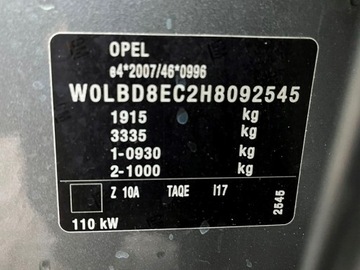 OPEL
e4*2007/46*0996
W0LBD8EC2H8092545
1915 kg
3335 kg
1-0930 kg
2-1000 kg
Z 10A TAQE I17
2545
110 kW